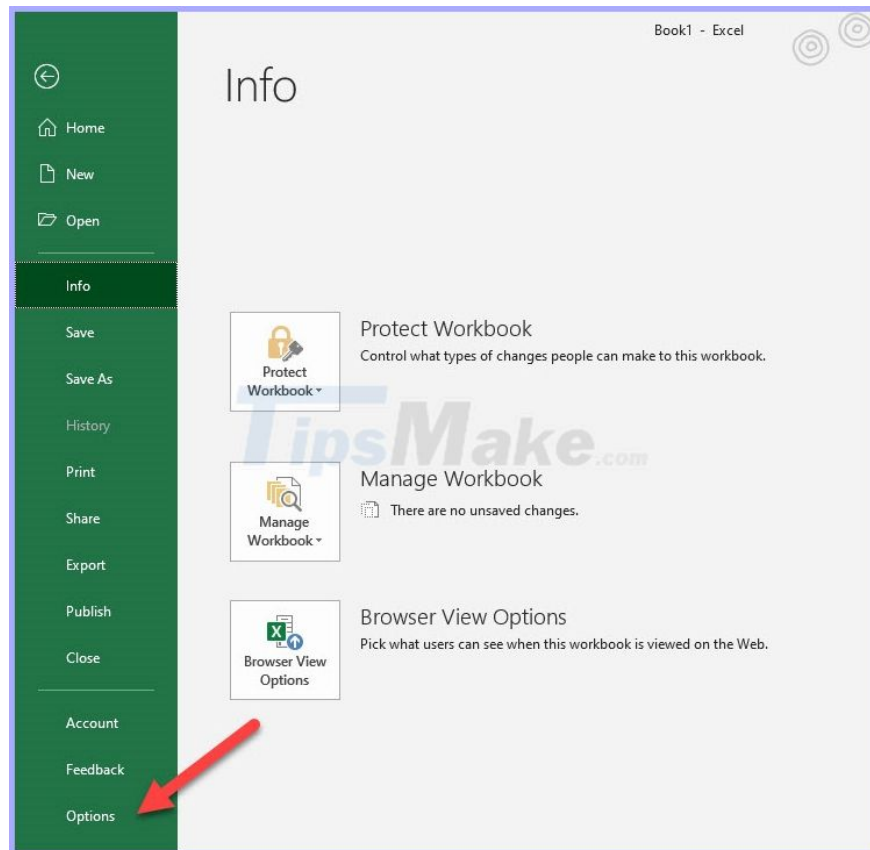 Book1 - Excel
Info
Home
New
Open
Info
Save
Save As
History
Print
Share
Export
Publish
Close
Account
Feedback
Options
Protect
Workbook
Protect Workbook
Control what types of changes people can make to this workbook.
TipsMake.com
Manage
Workbook
Manage Workbook
There are no unsaved changes.
Browser View
Options
Browser View Options
Pick what users can see when this workbook is viewed on the Web.